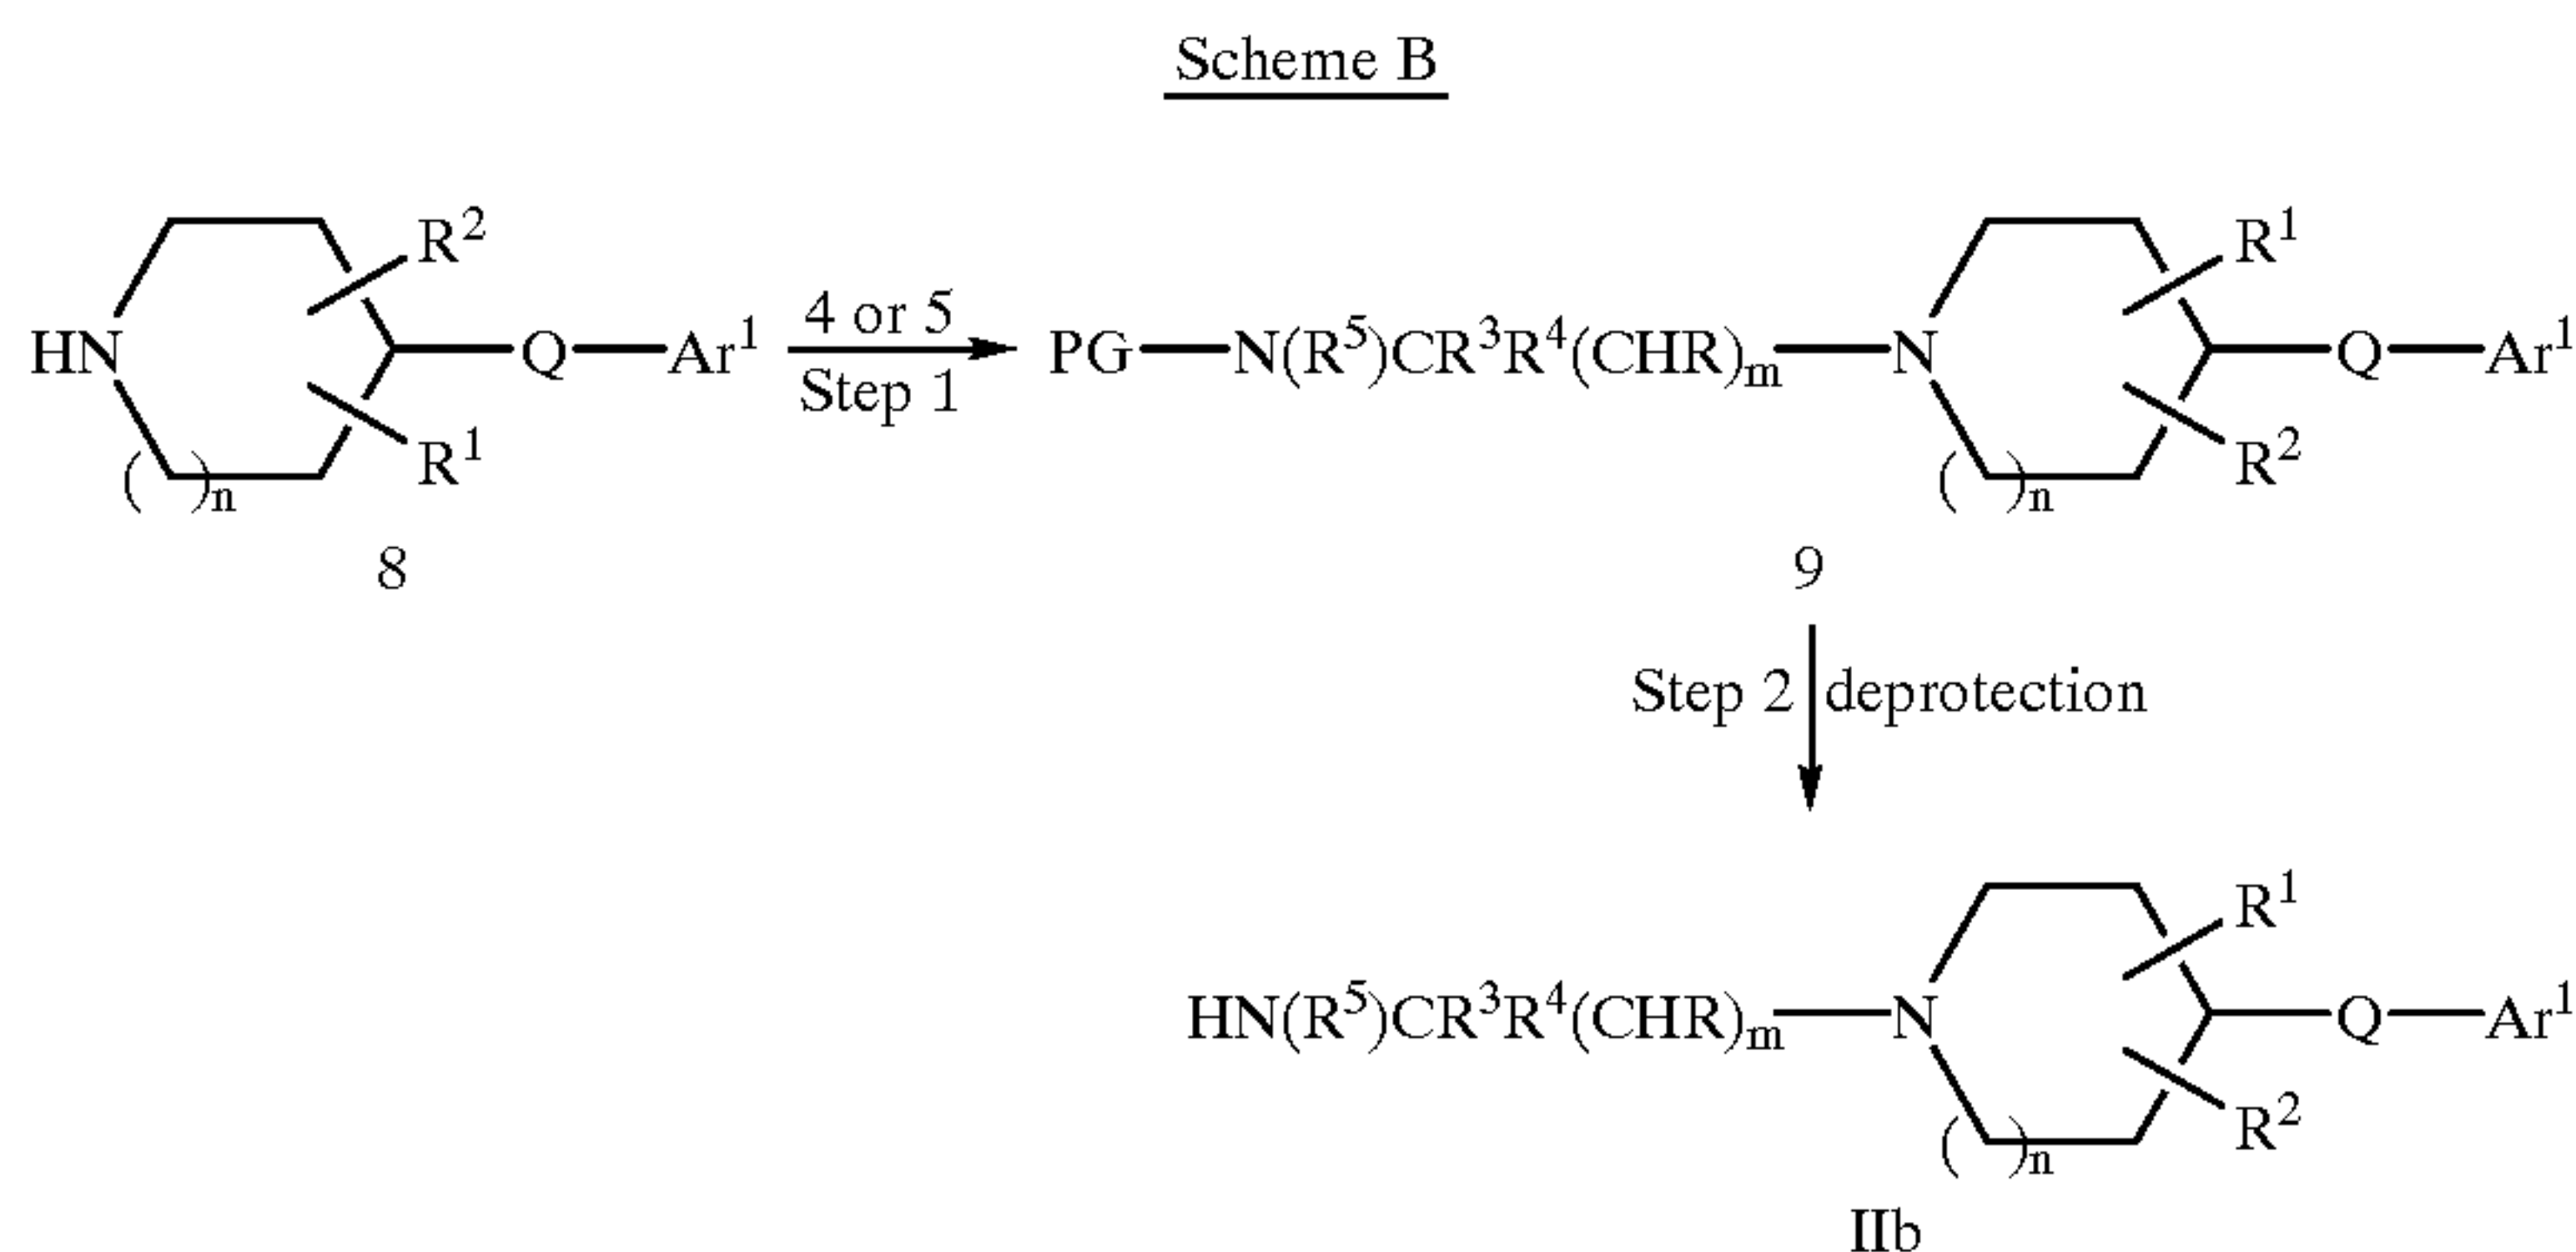 Scheme B
R²
HN Q Ar¹
R¹
( )n
8
4 or 5
Step 1
R¹
PG N(R⁵)CR³R⁴(CHR)m N Q Ar¹
R²
( )n
9
Step 2 deprotection
R¹
HN(R⁵)CR³R⁴(CHR)m N Q Ar¹
R²
( )n
IIb